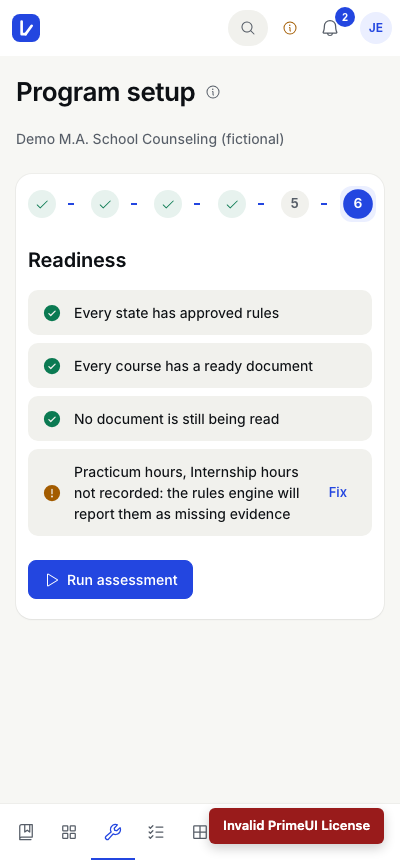 2
JE
Program setup
Demo M.A. School Counseling (fictional)
5
6
Readiness
Every state has approved rules
Every course has a ready document
No document is still being read
Practicum hours, Internship hours
not recorded: the rules engine will
report them as missing evidence
Fix
Run assessment
Invalid PrimeUI License